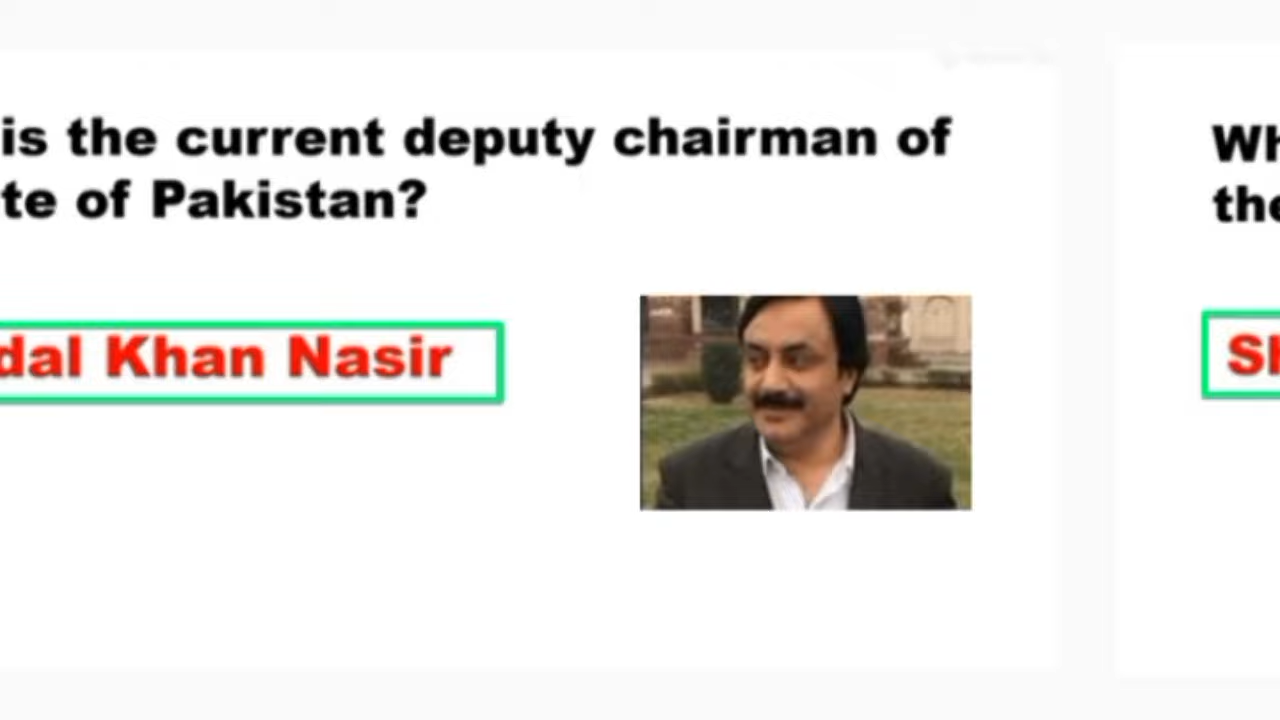 is the current deputy chairman of
te of Pakistan?
dal Khan Nasir
Wh
the
Sh